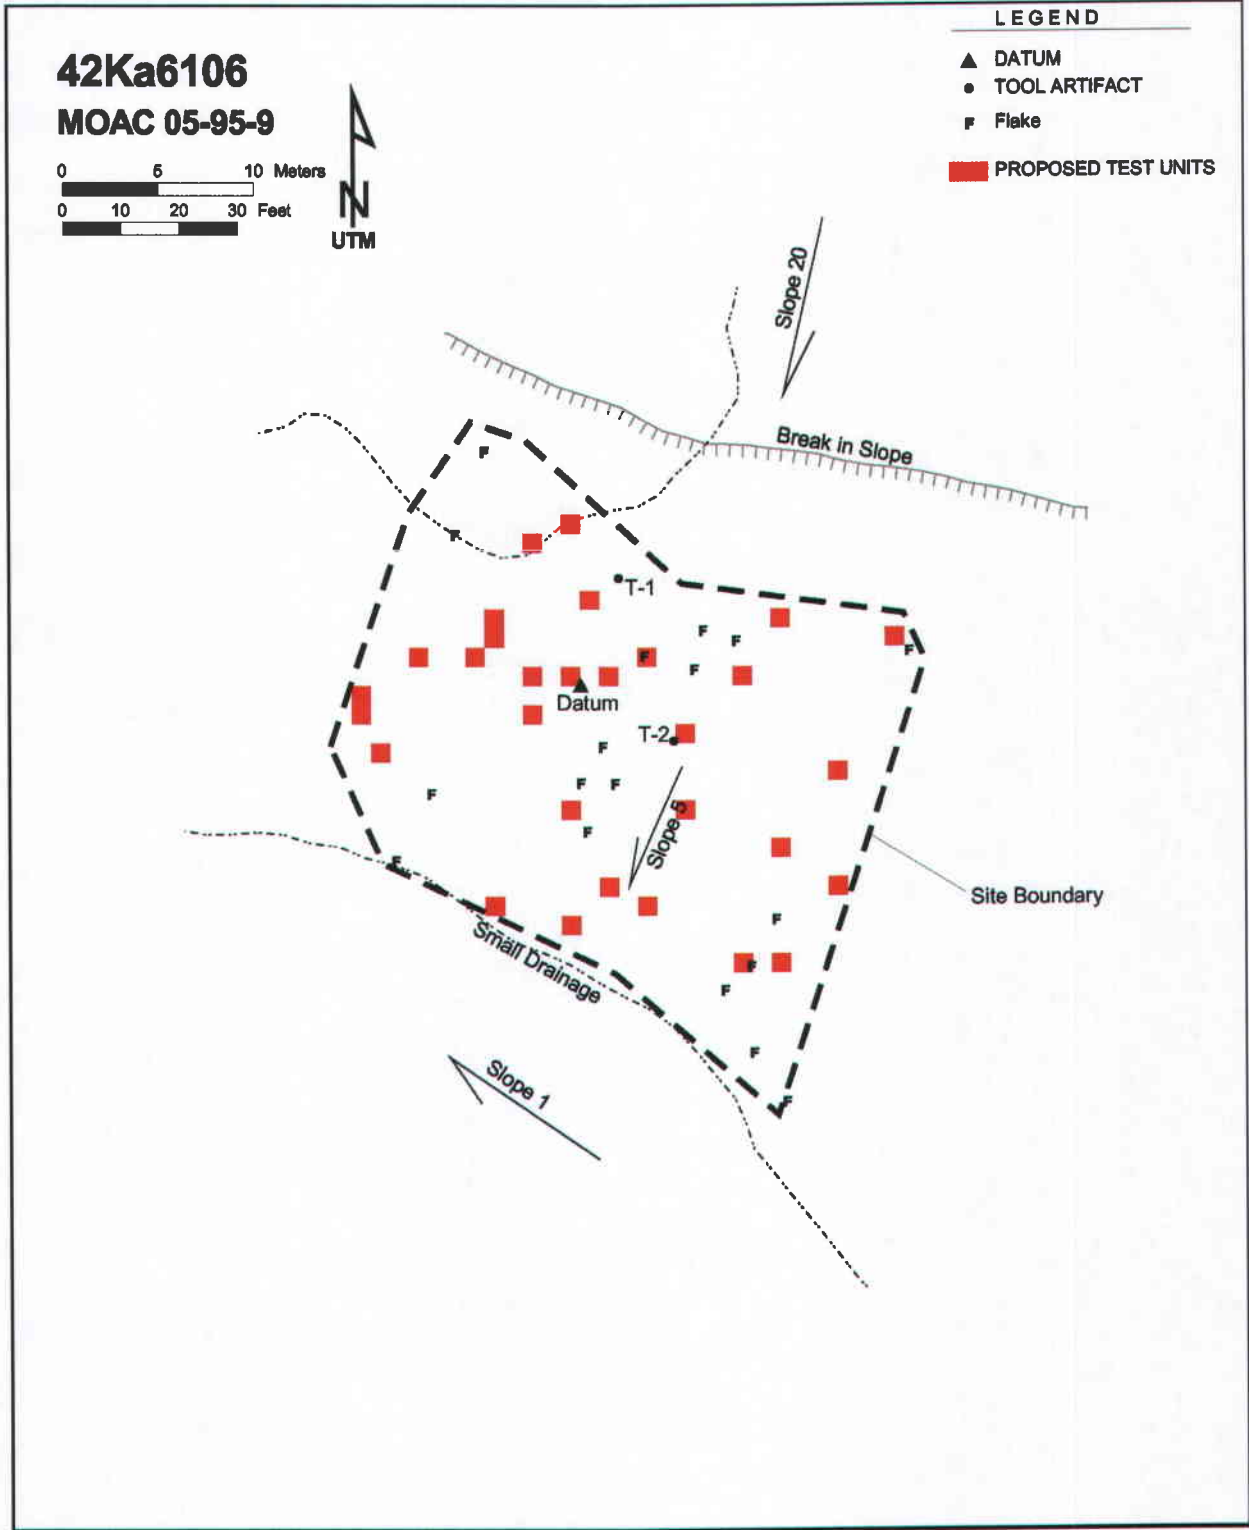 42Ka6106
MOAC 05-95-9
0 5 10 Meters
0 10 20 30 Feet
N
UTM
LEGEND
DATUM
TOOL ARTIFACT
F Flake
PROPOSED TEST UNITS
Slope 20
Break in Slope
F
F
T-1
F
F
F
F
F
Datum
T-2
F
F
F
F
F
Slope 5
F
Site Boundary
F
Small Drainage
F
F
F
Slope 1
F